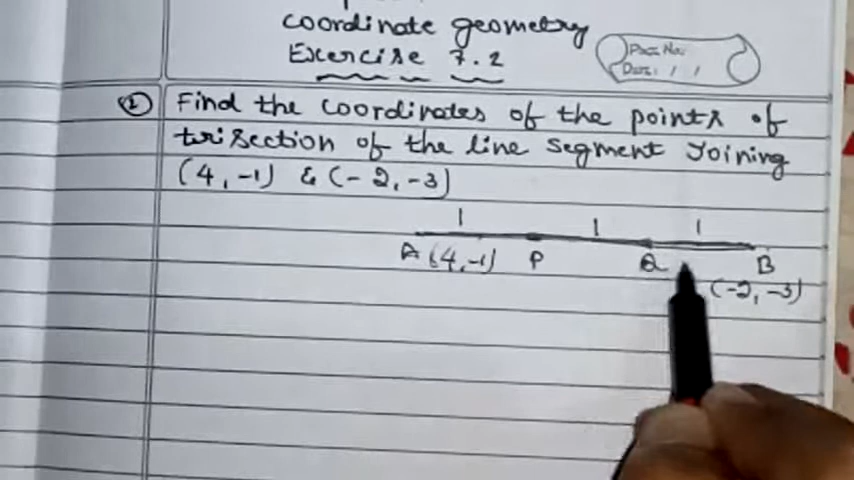 coordinate geometry
Exercise 7.2
Page No:
Date: / /
② Find the coordinates of the points of
trisection of the line segment joining
(4,-1) & (-2,-3)
1 1 1
A (4,-1) P Q B
(-2,-3)